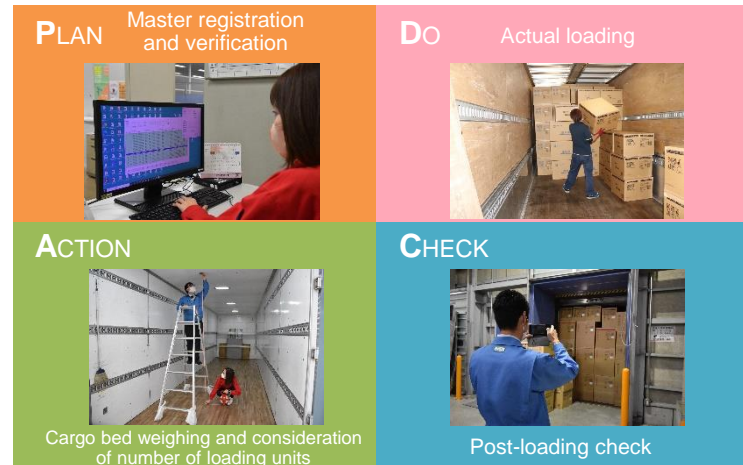 PLAN
Master registration
and verification
DO
Actual loading
ACTION
Cargo bed weighing and consideration
of number of loading units
CHECK
Post-loading check